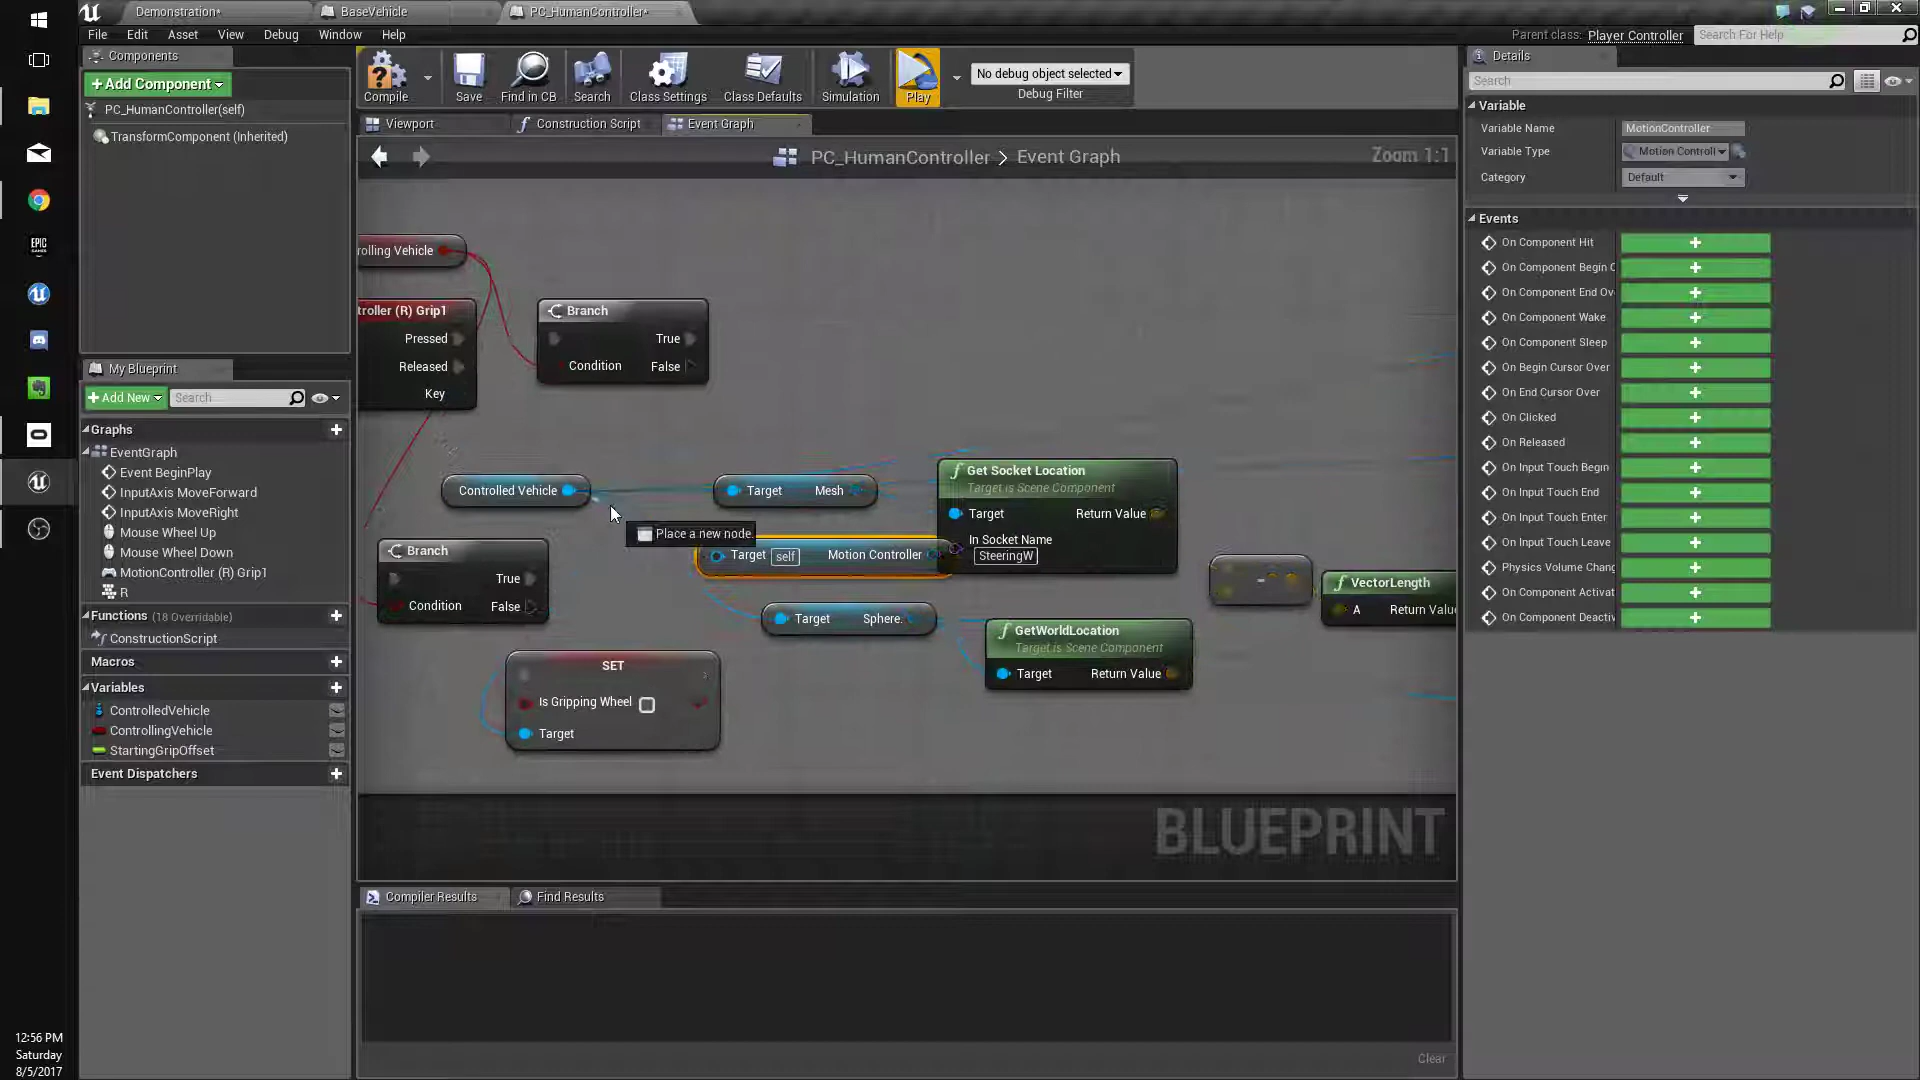 Demonstration*
BaseVehicle
PC_HumanController*
File Edit Asset View Debug Window Help
Parent class: Player Controller
Search For Help
Components
+Add Component
PC_HumanController(self)
TransformComponent (Inherited)
Compile
Save
Find in CB
Search
Class Settings
Class Defaults
Simulation
Play
No debug object selected
Debug Filter
Viewport
Construction Script
Event Graph
PC_HumanController > Event Graph
Zoom 1:1
rolling Vehicle
troller (R) Grip1
Pressed
Released
Key
Branch
True
Condition
False
Controlled Vehicle
Target Mesh
Get Socket Location
Target is Scene Component
Target
Return Value
In Socket Name
SteeringW
Place a new node.
Target self Motion Controller
Branch
True
Condition
False
Target Sphere.
GetWorldLocation
Target is Scene Component
Target
Return Value
-
VectorLength
A
Return Valu
SET
Is Gripping Wheel
Target
BLUEPRINT
My Blueprint
+Add New
Search
Graphs
EventGraph
Event BeginPlay
InputAxis MoveForward
InputAxis MoveRight
Mouse Wheel Up
Mouse Wheel Down
MotionController (R) Grip1
R
Functions (18 Overridable)
ConstructionScript
Macros
Variables
ControlledVehicle
ControllingVehicle
StartingGripOffset
Event Dispatchers
Compiler Results
Find Results
Clear
Details
Search
Variable
Variable Name MotionController
Variable Type Motion Controll
Category Default
Events
On Component Hit
On Component Begin C
On Component End Ov
On Component Wake
On Component Sleep
On Begin Cursor Over
On End Cursor Over
On Clicked
On Released
On Input Touch Begin
On Input Touch End
On Input Touch Enter
On Input Touch Leave
Physics Volume Chang
On Component Activat
On Component Deactiv
EPIC
GAMES
12:56 PM
Saturday
8/5/2017